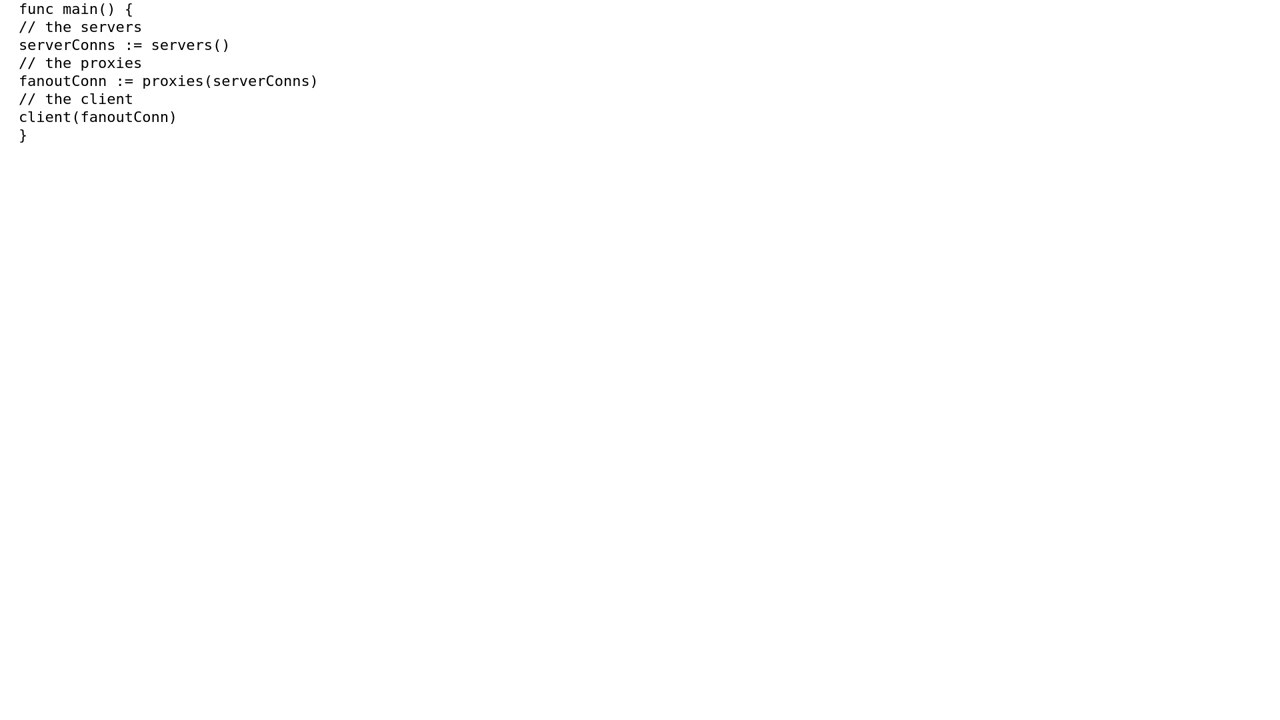 func main() {
// the servers
serverConns := servers()
// the proxies
fanoutConn := proxies(serverConns)
// the client
client(fanoutConn)
}